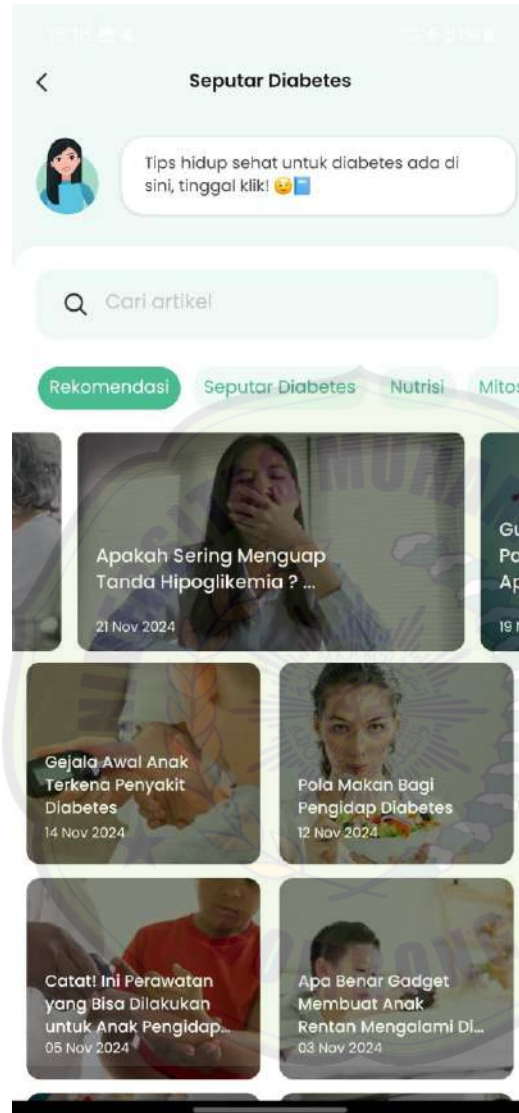 Seputar Diabetes
Tips hidup sehat untuk diabetes ada di
sini, tinggal klik! 😉📘
Cari artikel
Rekomendasi
Seputar Diabetes
Nutrisi
Mitos
Apakah Sering Menguap
Tanda Hipoglikemia ? ...
21 Nov 2024
Gejala Awal Anak
Terkena Penyakit
Diabetes
14 Nov 2024
Pola Makan Bagi
Pengidap Diabetes
12 Nov 2024
Catat! Ini Perawatan
yang Bisa Dilakukan
untuk Anak Pengidap...
05 Nov 2024
Apa Benar Gadget
Membuat Anak
Rentan Mengalami Di...
03 Nov 2024